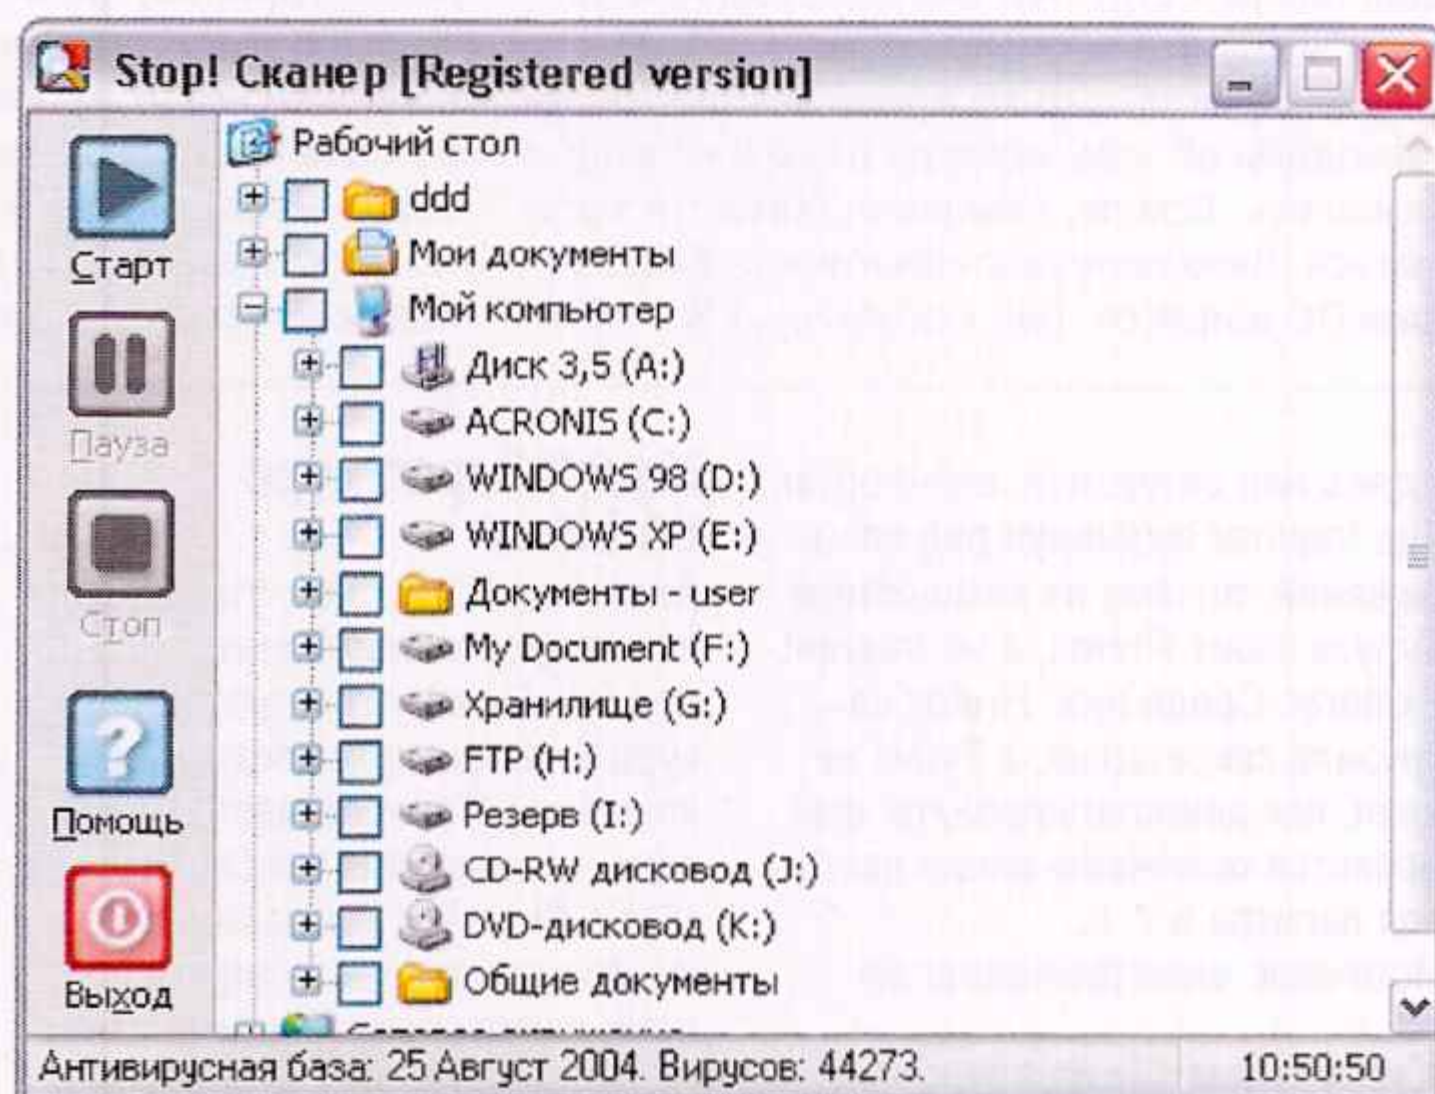 Stop! Сканер [Registered version]
Старт
Пауза
Стоп
Помощь
Выход
Рабочий стол
ddd
Мои документы
Мой компьютер
Диск 3,5 (A:)
ACRONIS (C:)
WINDOWS 98 (D:)
WINDOWS XP (E:)
Документы - user
My Document (F:)
Хранилище (G:)
FTP (H:)
Резерв (I:)
CD-RW дисковод (J:)
DVD-дисковод (K:)
Общие документы
Антивирусная база: 25 Август 2004. Вирусов: 44273.
10:50:50